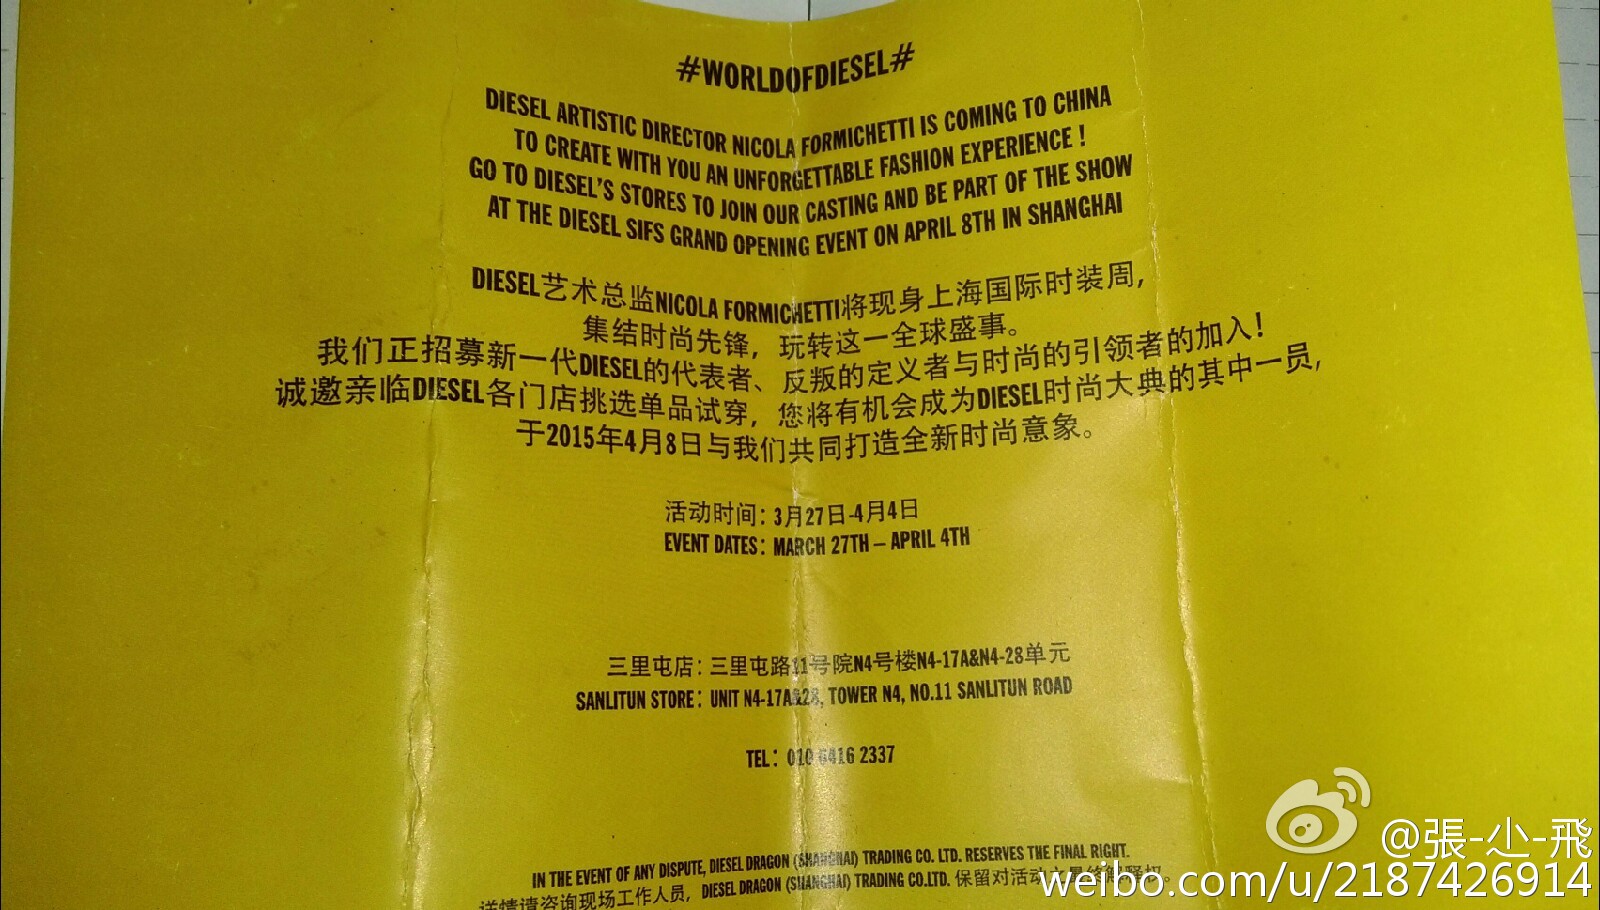 #WORLDOFDIESEL#
DIESEL ARTISTIC DIRECTOR NICOLA FORMICHETTI IS COMING TO CHINA
TO CREATE WITH YOU AN UNFORGETTABLE FASHION EXPERIENCE !
GO TO DIESEL'S STORES TO JOIN OUR CASTING AND BE PART OF THE SHOW
AT THE DIESEL SIFS GRAND OPENING EVENT ON APRIL 8TH IN SHANGHAI
DIESEL艺术总监NICOLA FORMICHETTI将现身上海国际时装周，
集结时尚先锋，玩转这一全球盛事。
我们正招募新一代DIESEL的代表者、反叛的定义者与时尚的引领者的加入！
诚邀亲临DIESEL各门店挑选单品试穿，您将有机会成为DIESEL时尚大典的其中一员，
于2015年4月8日与我们共同打造全新时尚意象。
活动时间：3月27日-4月4日
EVENT DATES：MARCH 27TH – APRIL 4TH
三里屯店：三里屯路11号院N4号楼N4-17A&N4-28单元
SANLITUN STORE：UNIT N4-17A&28, TOWER N4, NO.11 SANLITUN ROAD
TEL：010 6416 2337
IN THE EVENT OF ANY DISPUTE, DIESEL DRAGON (SHANGHAI) TRADING CO. LTD. RESERVES THE FINAL RIGHT.
详情请咨询现场工作人员，DIESEL DRAGON (SHANGHAI) TRADING CO.LTD. 保留对活动之最终解释权。
@張-小-飛
weibo.com/u/2187426914